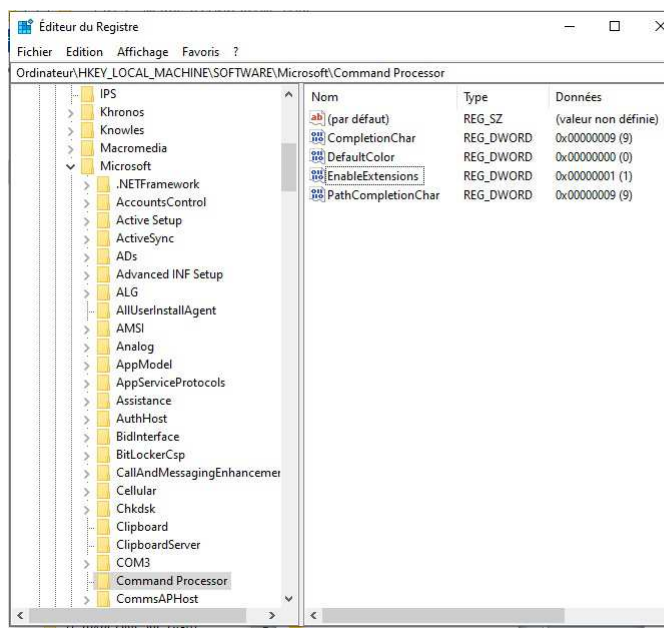 Éditeur du Registre
Fichier Edition Affichage Favoris ?
Ordinateur\HKEY_LOCAL_MACHINE\SOFTWARE\Microsoft\Command Processor
IPS
Khronos
Knowles
Macromedia
Microsoft
.NETFramework
AccountsControl
Active Setup
ActiveSync
ADs
Advanced INF Setup
ALG
AllUserInstallAgent
AMSI
Analog
AppModel
AppServiceProtocols
Assistance
AuthHost
BidInterface
BitLockerCsp
CallAndMessagingEnhancemer
Cellular
Chkdsk
Clipboard
ClipboardServer
COM3
Command Processor
CommsAPHost
Nom Type Données
(par défaut) REG_SZ (valeur non définie)
CompletionChar REG_DWORD 0x00000009 (9)
DefaultColor REG_DWORD 0x00000000 (0)
EnableExtensions REG_DWORD 0x00000001 (1)
PathCompletionChar REG_DWORD 0x00000009 (9)